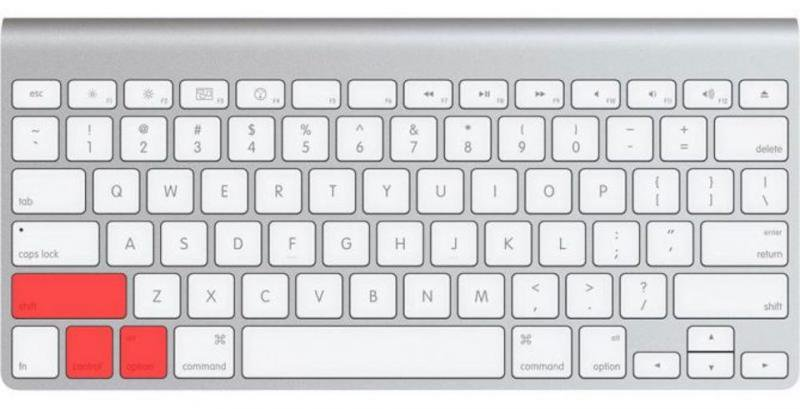 esc F1 F2 F3 F4 F5 F6 F7 F8 F9 F10 F11 F12
~ ! @ # $ % ^ & * ( ) _ +
` 1 2 3 4 5 6 7 8 9 0 - = delete
tab Q W E R T Y U I O P { [ } ] | \
caps lock A S D F G H J K L : ; " ' enter return
shift Z X C V B N M < , > . ? / shift
fn control alt option ⌘ command ⌘ command alt option